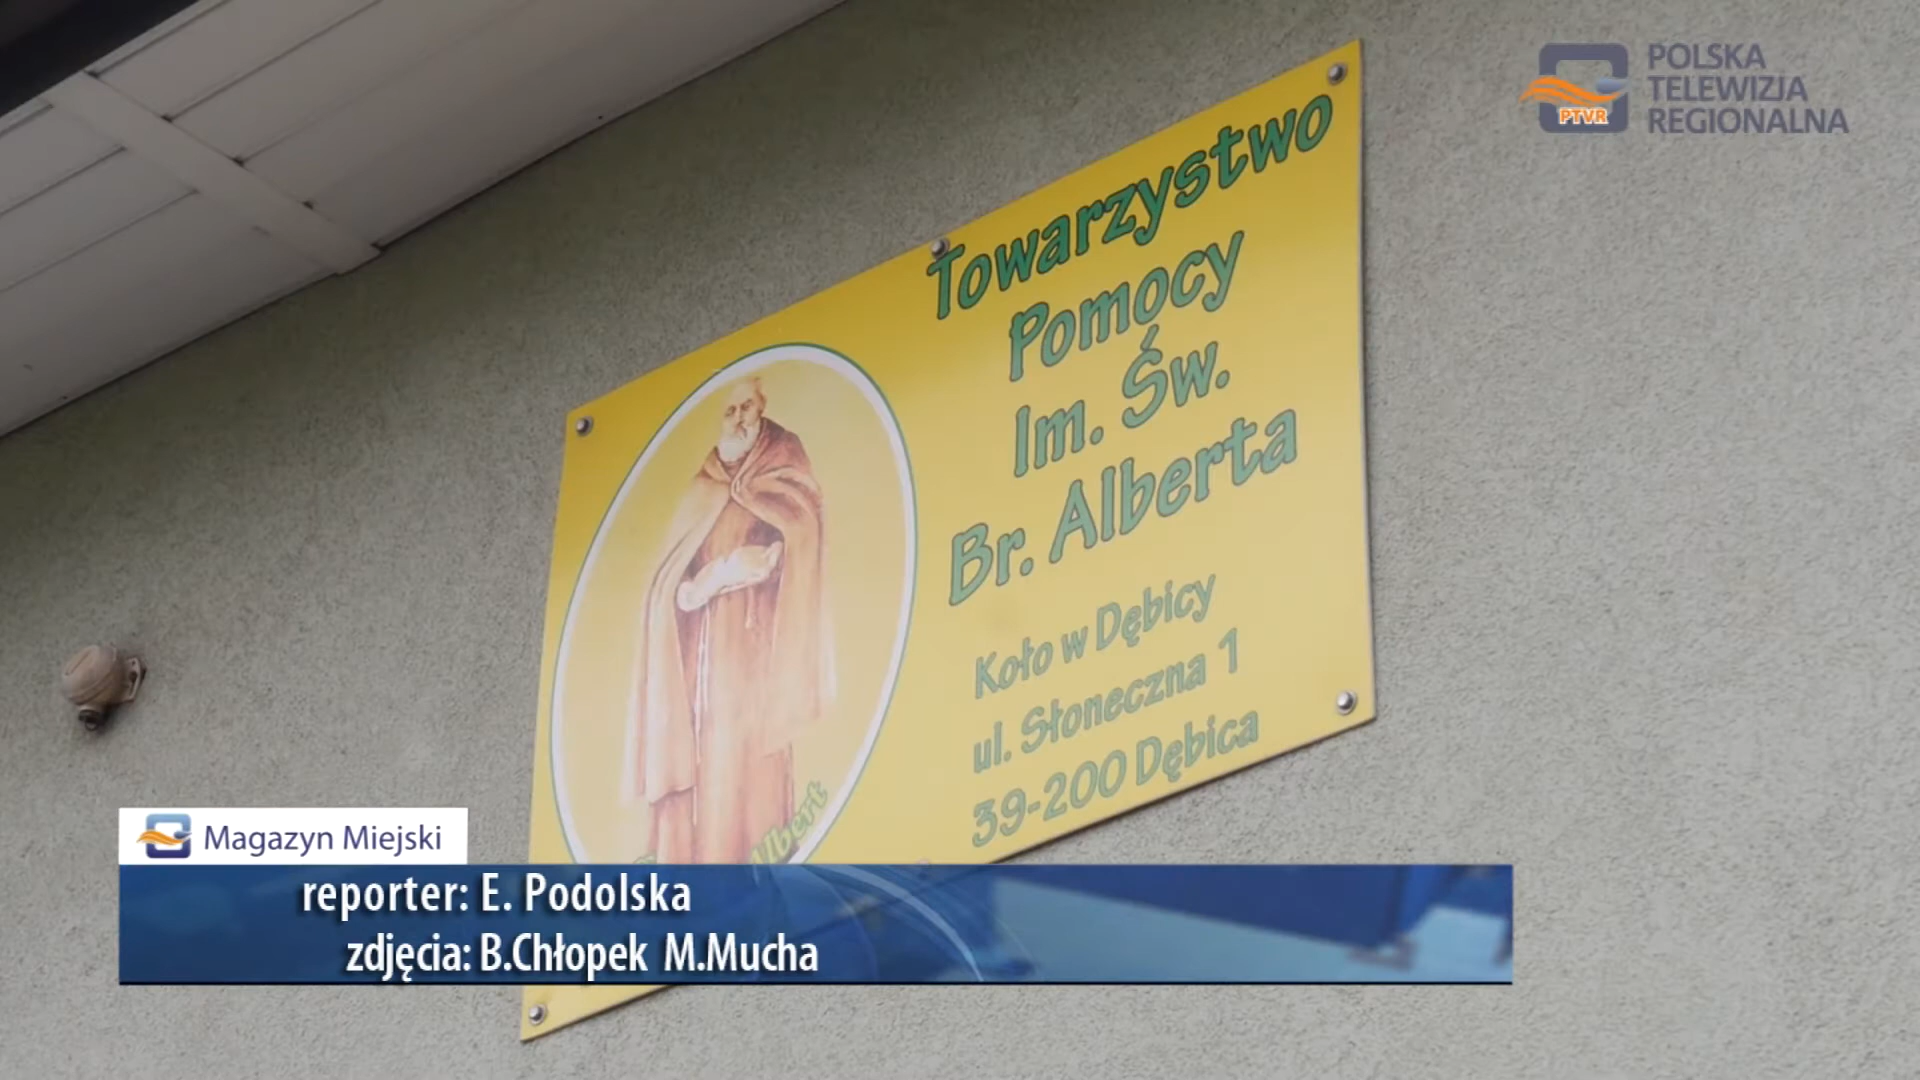 POLSKA
TELEWIZJA
REGIONALNA
PTVR
Towarzystwo
Pomocy
Im. Św.
Br. Alberta
Koło w Dębicy
ul. Słoneczna 1
39-200 Dębica
Albert
Magazyn Miejski
reporter: E. Podolska
zdjęcia: B.Chłopek M.Mucha